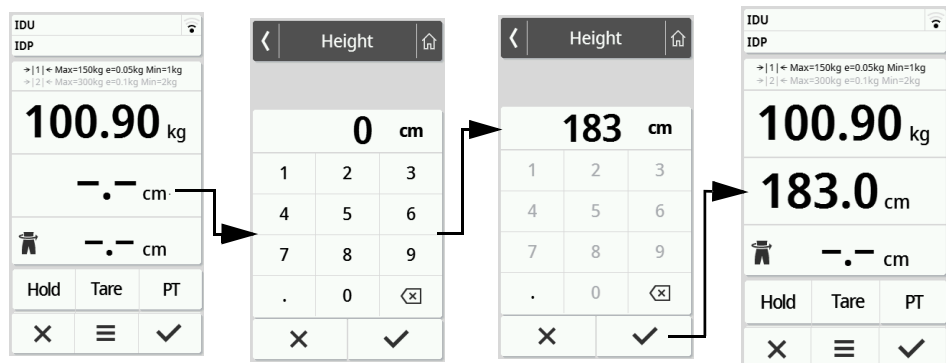 IDU
IDP
→|1|← Max=150kg e=0.05kg Min=1kg
→|2|← Max=300kg e=0.1kg Min=2kg
100.90 kg
–.– cm
–.– cm
Hold Tare PT
Height
0 cm
1 2 3
4 5 6
7 8 9
. 0
Height
183 cm
1 2 3
4 5 6
7 8 9
. 0
IDU
IDP
→|1|← Max=150kg e=0.05kg Min=1kg
→|2|← Max=300kg e=0.1kg Min=2kg
100.90 kg
183.0 cm
–.– cm
Hold Tare PT